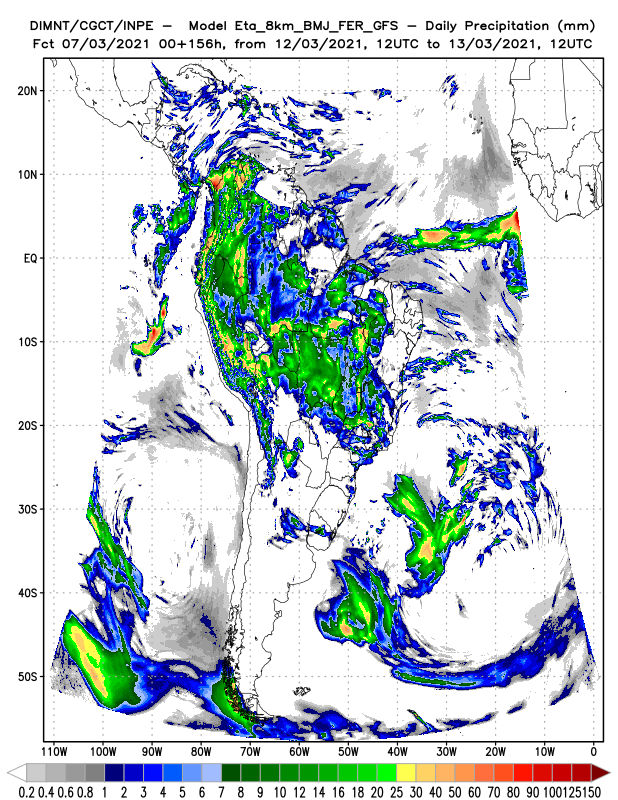 DIMNT/CGCT/INPE – Model Eta_8km_BMJ_FER_GFS – Daily Precipitation (mm)
Fct 07/03/2021 00+156h, from 12/03/2021, 12UTC to 13/03/2021, 12UTC
20N
10N
EQ
10S
20S
30S
40S
50S
110W 100W 90W 80W 70W 60W 50W 40W 30W 20W 10W 0
0.2 0.4 0.6 0.8 1 2 3 4 5 6 7 8 9 10 12 14 16 18 20 25 30 40 50 60 70 80 90 100 125 150